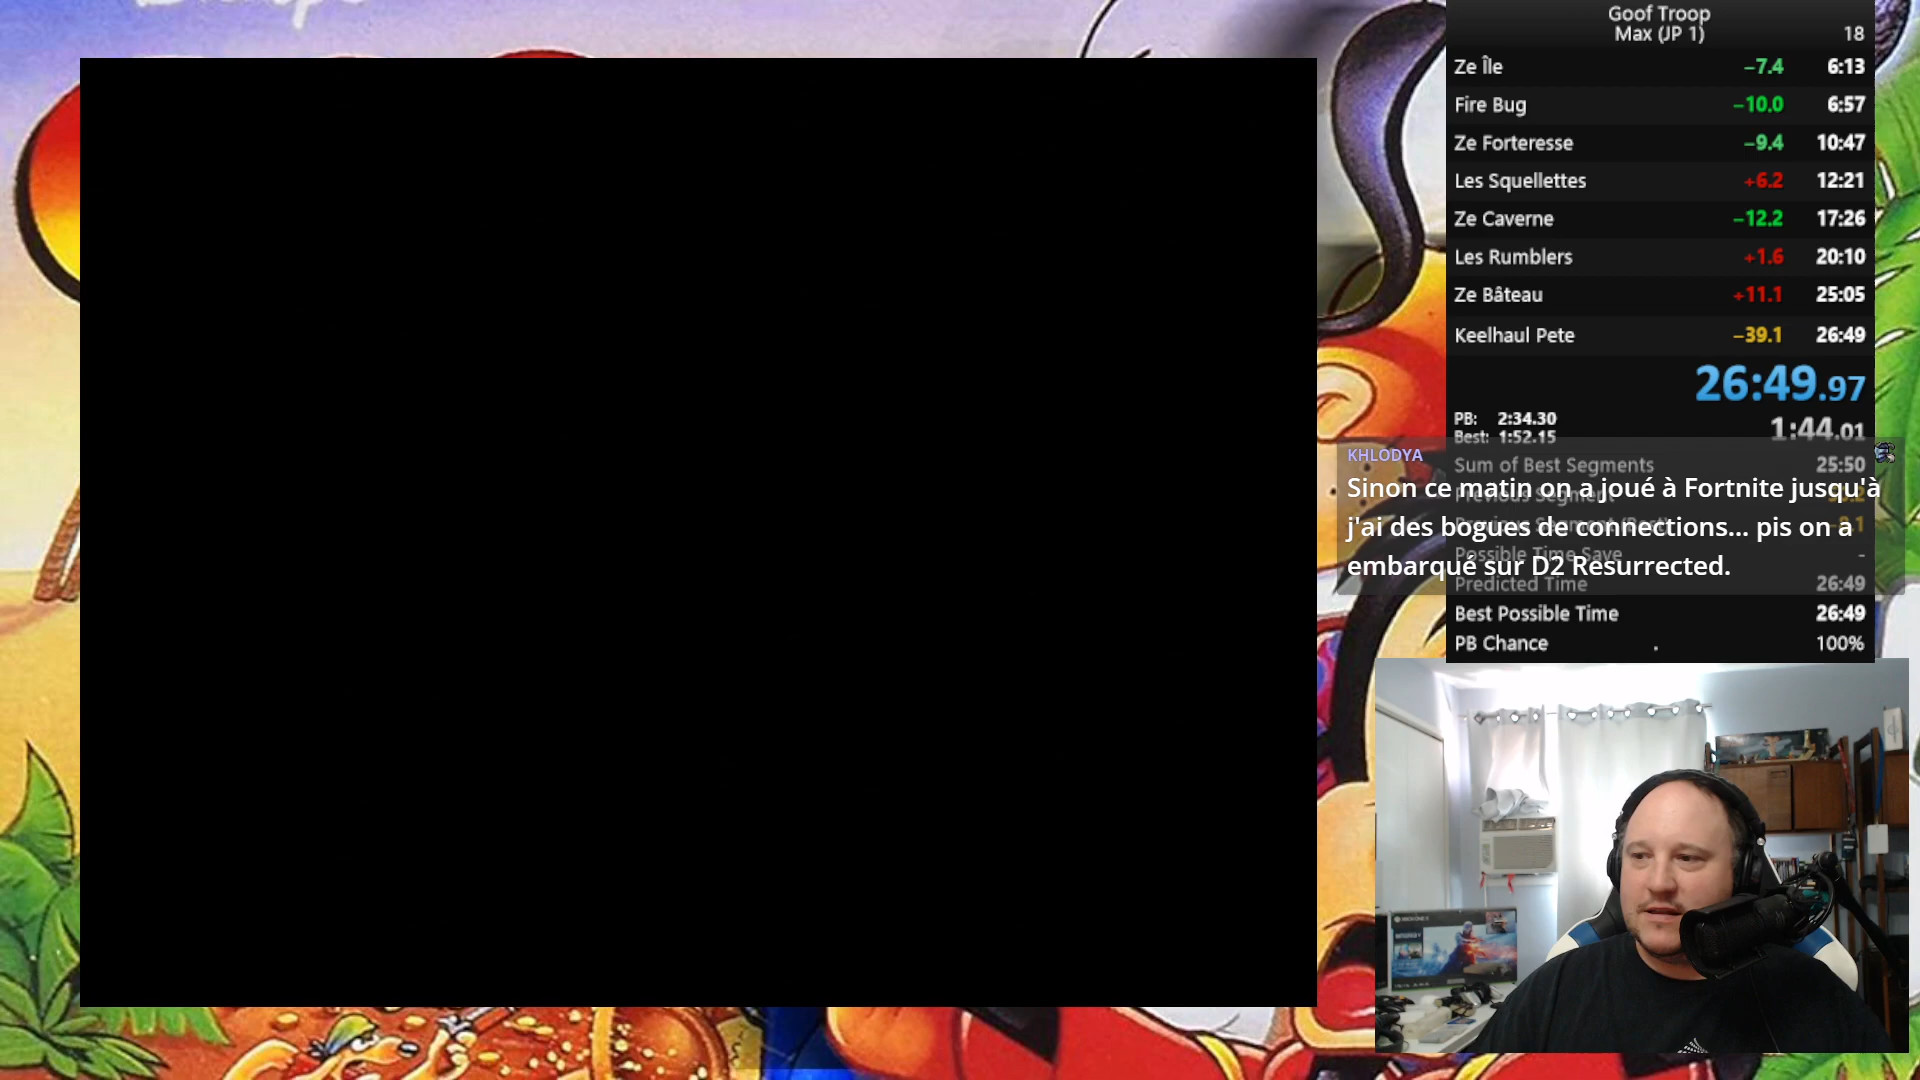 Goof Troop
Max (JP 1) 18
Ze Île −7.4 6:13
Fire Bug −10.0 6:57
Ze Forteresse −9.4 10:47
Les Squellettes +6.2 12:21
Ze Caverne −12.2 17:26
Les Rumblers +1.6 20:10
Ze Bâteau +11.1 25:05
Keelhaul Pete −39.1 26:49
26:49.97
PB: 2:34.30
Best: 1:52.15
1:44.01
KHLODYA
Sinon ce matin on a joué à Fortnite jusqu'à
j'ai des bogues de connections... pis on a
embarqué sur D2 Resurrected.
Sum of Best Segments 25:50
Previous Segment
Possible Time Save -
Predicted Time 26:49
Best Possible Time 26:49
PB Chance 100%